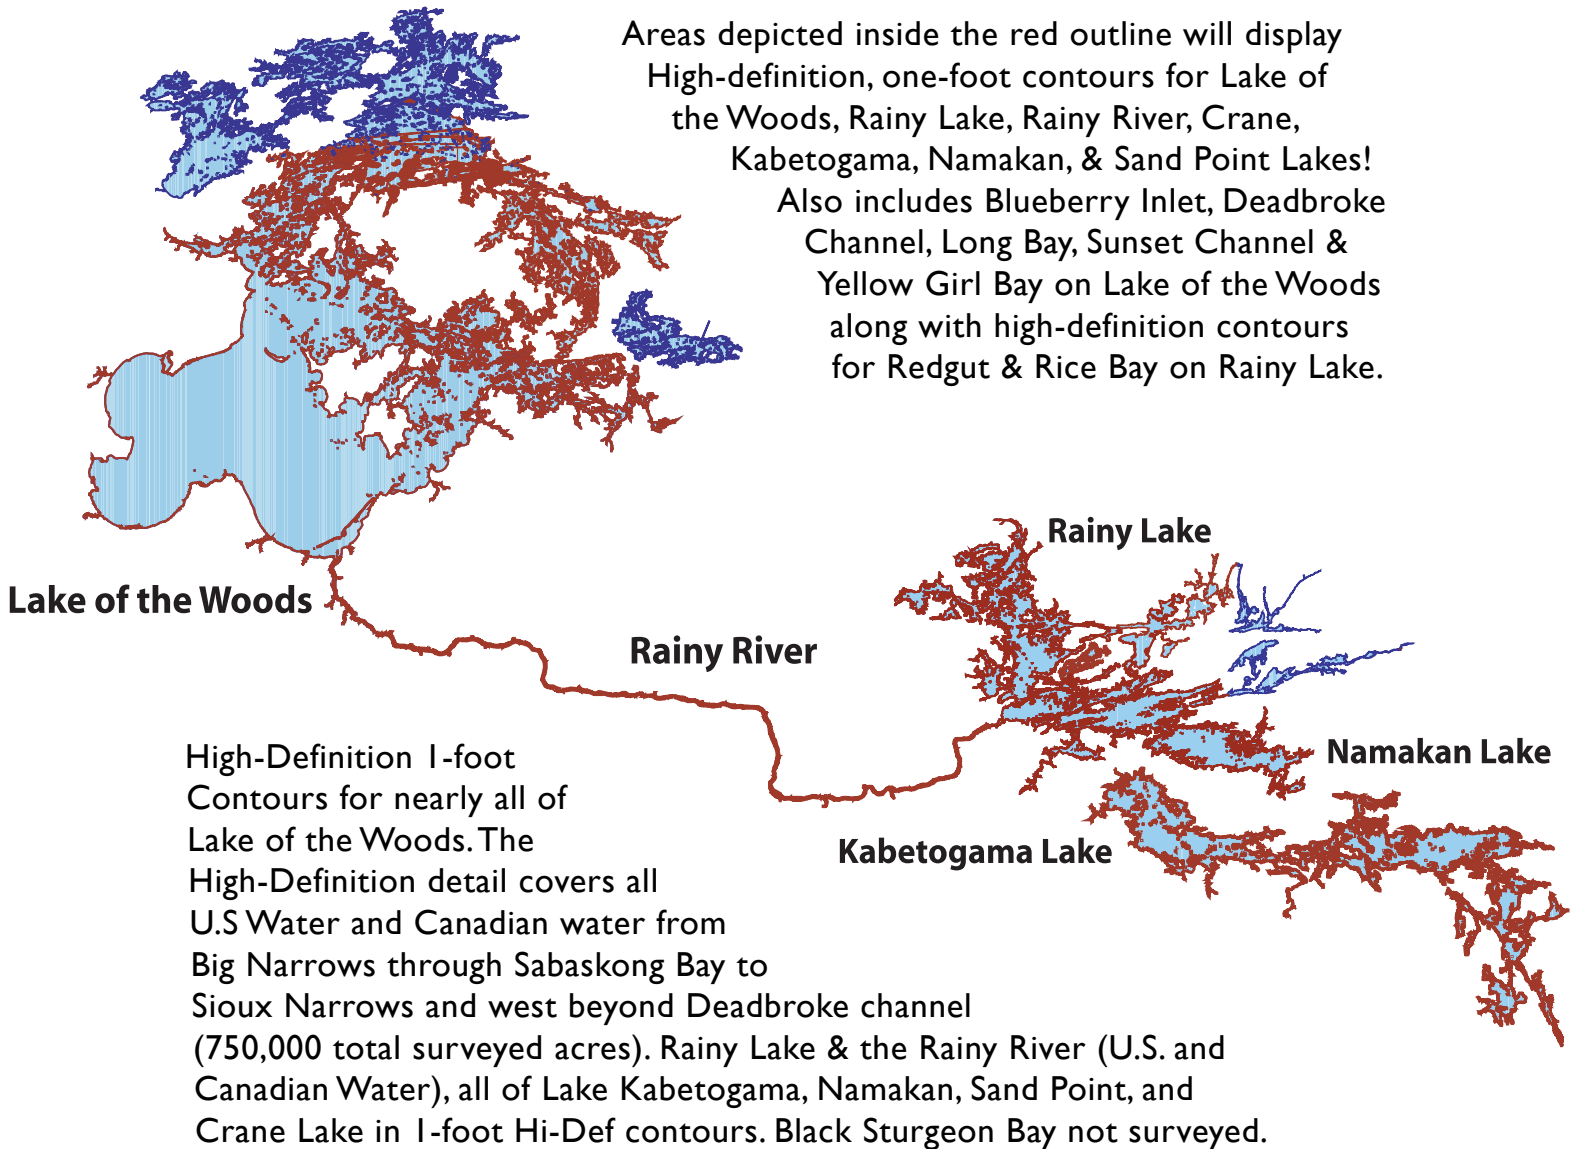 Areas depicted inside the red outline will display
High-definition, one-foot contours for Lake of
the Woods, Rainy Lake, Rainy River, Crane,
Kabetogama, Namakan, & Sand Point Lakes!
Also includes Blueberry Inlet, Deadbroke
Channel, Long Bay, Sunset Channel &
Yellow Girl Bay on Lake of the Woods
along with high-definition contours
for Redgut & Rice Bay on Rainy Lake.
Rainy Lake
Lake of the Woods
Rainy River
Namakan Lake
Kabetogama Lake
High-Definition 1-foot
Contours for nearly all of
Lake of the Woods. The
High-Definition detail covers all
U.S Water and Canadian water from
Big Narrows through Sabaskong Bay to
Sioux Narrows and west beyond Deadbroke channel
(750,000 total surveyed acres). Rainy Lake & the Rainy River (U.S. and
Canadian Water), all of Lake Kabetogama, Namakan, Sand Point, and
Crane Lake in 1-foot Hi-Def contours. Black Sturgeon Bay not surveyed.